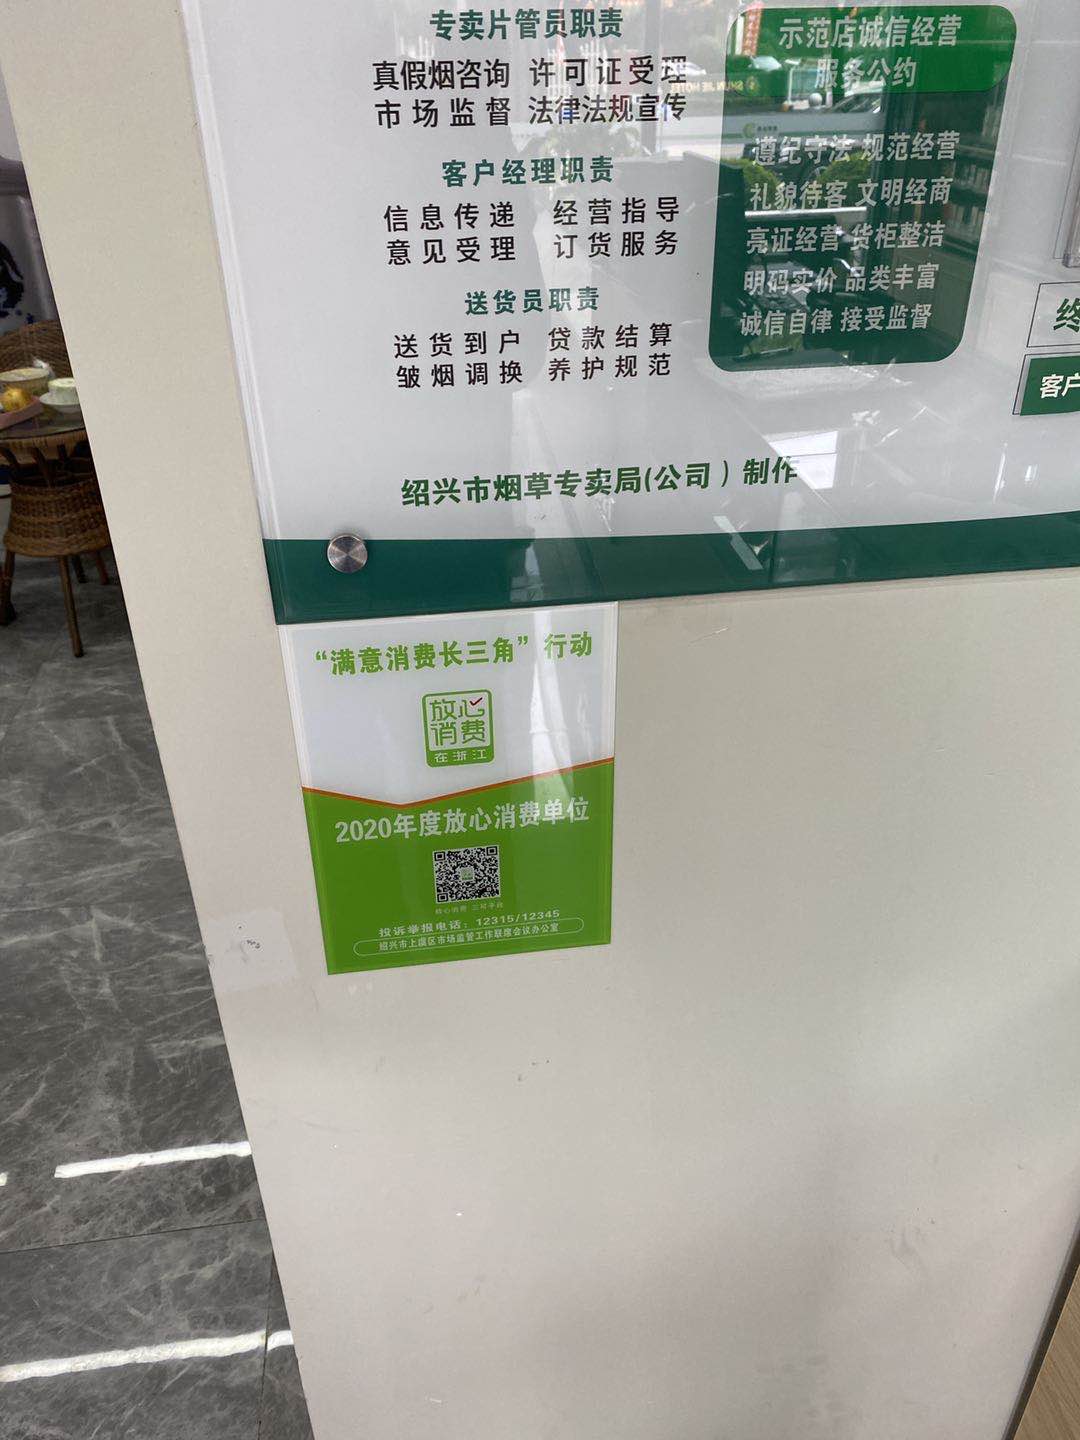 专卖片管员职责
真假烟咨询 许可证受理
市场监督 法律法规宣传
客户经理职责
信息传递 经营指导
意见受理 订货服务
送货员职责
送货到户 贷款结算
皱烟调换 养护规范
绍兴市烟草专卖局(公司)制作
示范店诚信经营
服务公约
遵纪守法 规范经营
礼貌待客 文明经商
亮证经营 货柜整洁
明码实价 品类丰富
诚信自律 接受监督
终
客户
“满意消费长三角”行动
放心
消费
在浙江
2020年度放心消费单位
投诉举报电话：12315/12345
绍兴市上虞区市场监管工作联席会议办公室